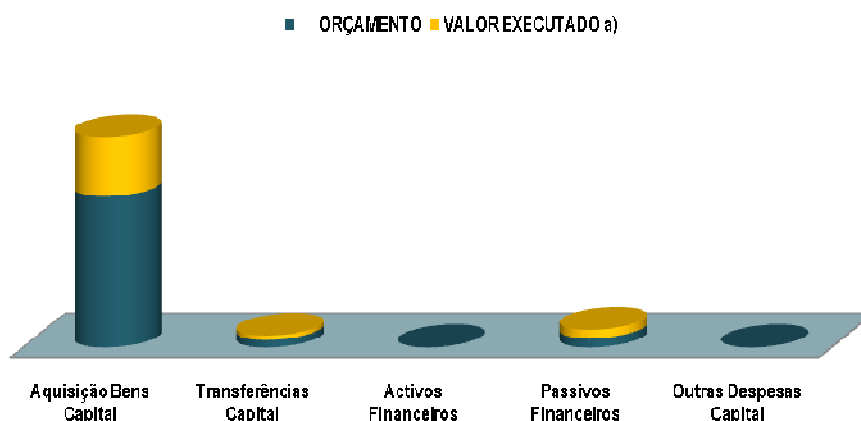 ORÇAMENTO VALOR EXECUTADO a)
Aquisição Bens Capital
Transferências Capital
Activos Financeiros
Passivos Financeiros
Outras Despesas Capital